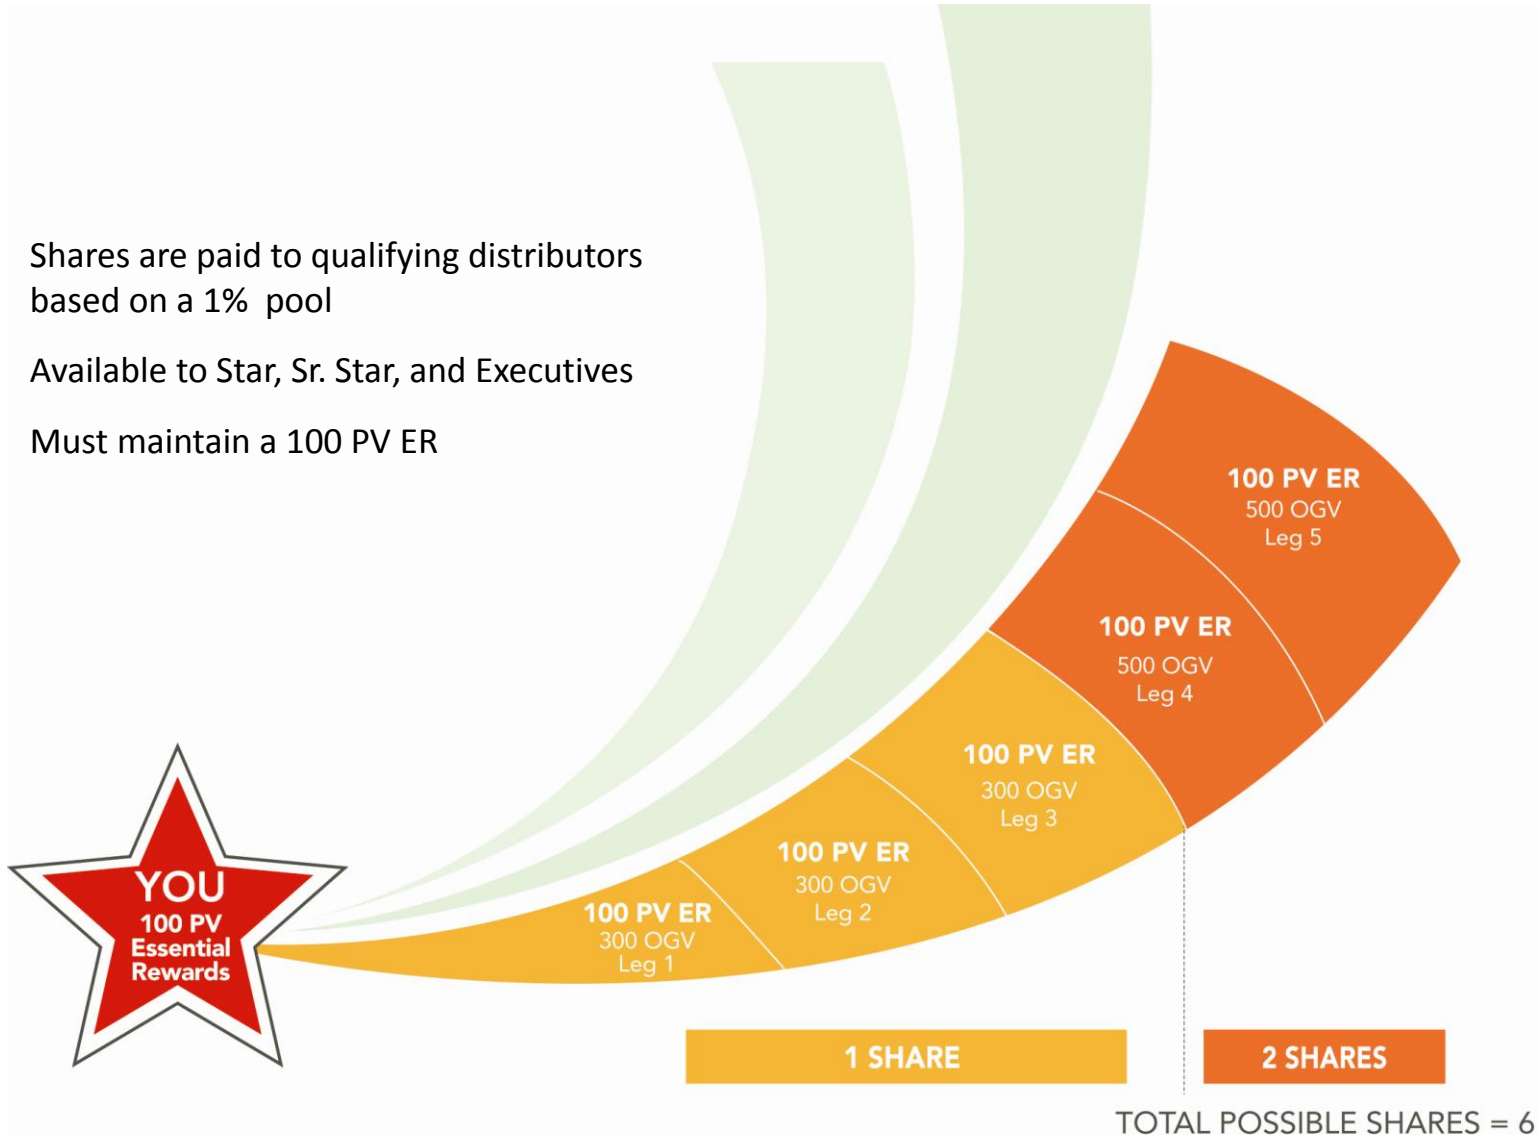 Shares are paid to qualifying distributors
based on a 1% pool
Available to Star, Sr. Star, and Executives
Must maintain a 100 PV ER
100 PV ER
500 OGV
Leg 5
100 PV ER
500 OGV
Leg 4
100 PV ER
300 OGV
Leg 3
100 PV ER
300 OGV
Leg 2
100 PV ER
300 OGV
Leg 1
YOU
100 PV
Essential
Rewards
1 SHARE
2 SHARES
TOTAL POSSIBLE SHARES = 6